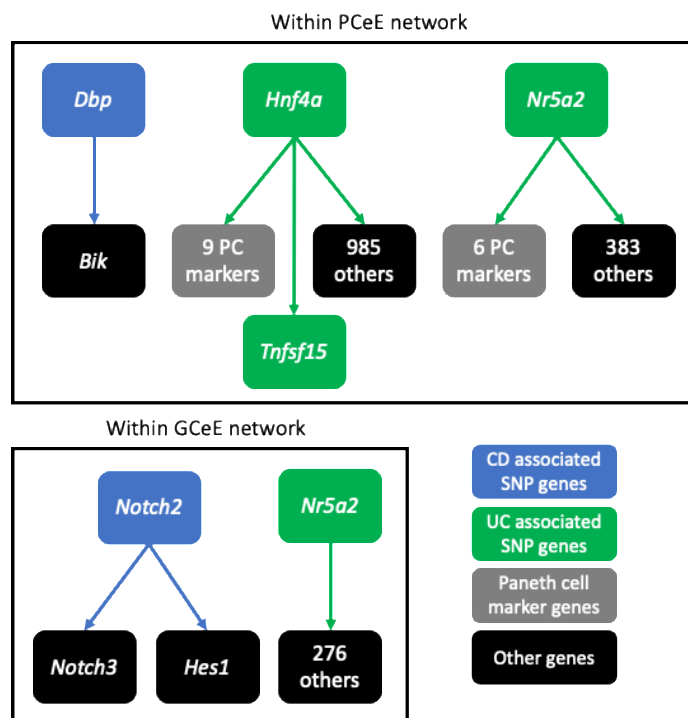 Within PCeE network
Dbp
Hnf4a
Nr5a2
Bik
9 PC
markers
985
others
6 PC
markers
383
others
Tnfsf15
Within GCeE network
Notch2
Nr5a2
Notch3
Hes1
276
others
CD associated
SNP genes
UC associated
SNP genes
Paneth cell
marker genes
Other genes